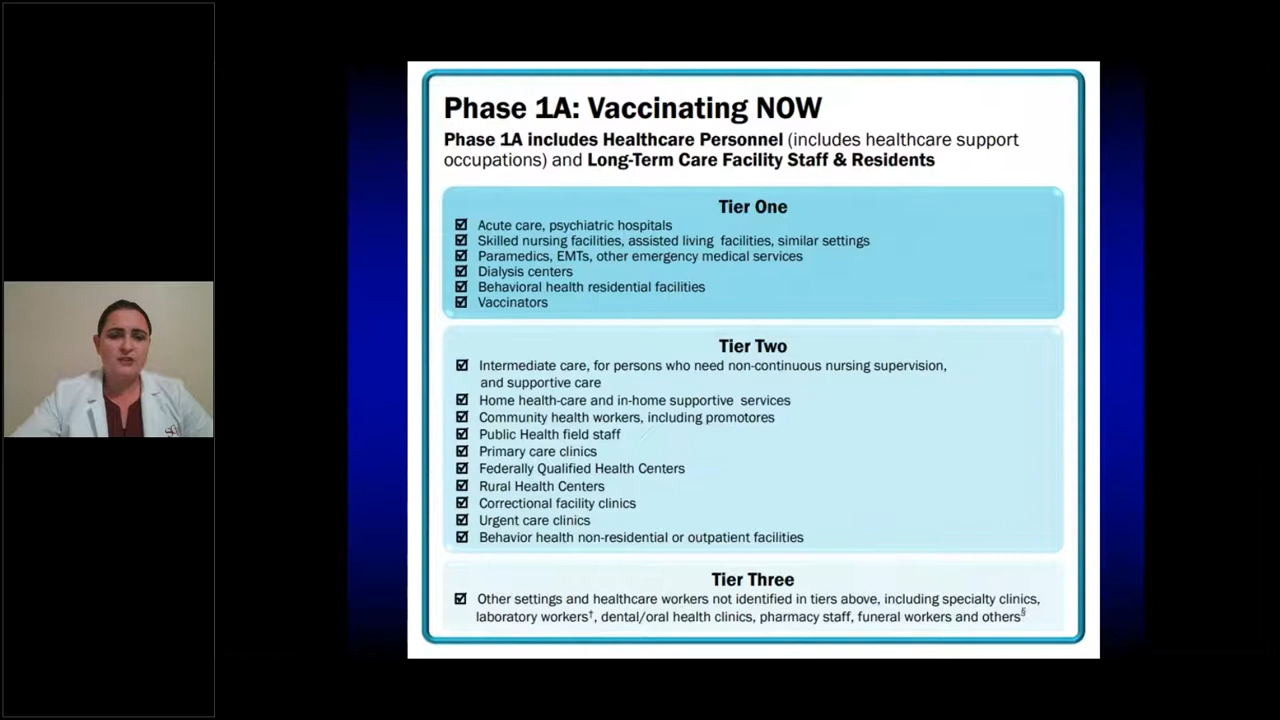 Phase 1A: Vaccinating NOW
Phase 1A includes Healthcare Personnel (includes healthcare support
occupations) and Long-Term Care Facility Staff & Residents
Tier One
Acute care, psychiatric hospitals
Skilled nursing facilities, assisted living facilities, similar settings
Paramedics, EMTs, other emergency medical services
Dialysis centers
Behavioral health residential facilities
Vaccinators
Tier Two
Intermediate care, for persons who need non-continuous nursing supervision,
and supportive care
Home health-care and in-home supportive services
Community health workers, including promotores
Public Health field staff
Primary care clinics
Federally Qualified Health Centers
Rural Health Centers
Correctional facility clinics
Urgent care clinics
Behavior health non-residential or outpatient facilities
Tier Three
Other settings and healthcare workers not identified in tiers above, including specialty clinics,
laboratory workers†, dental/oral health clinics, pharmacy staff, funeral workers and others§